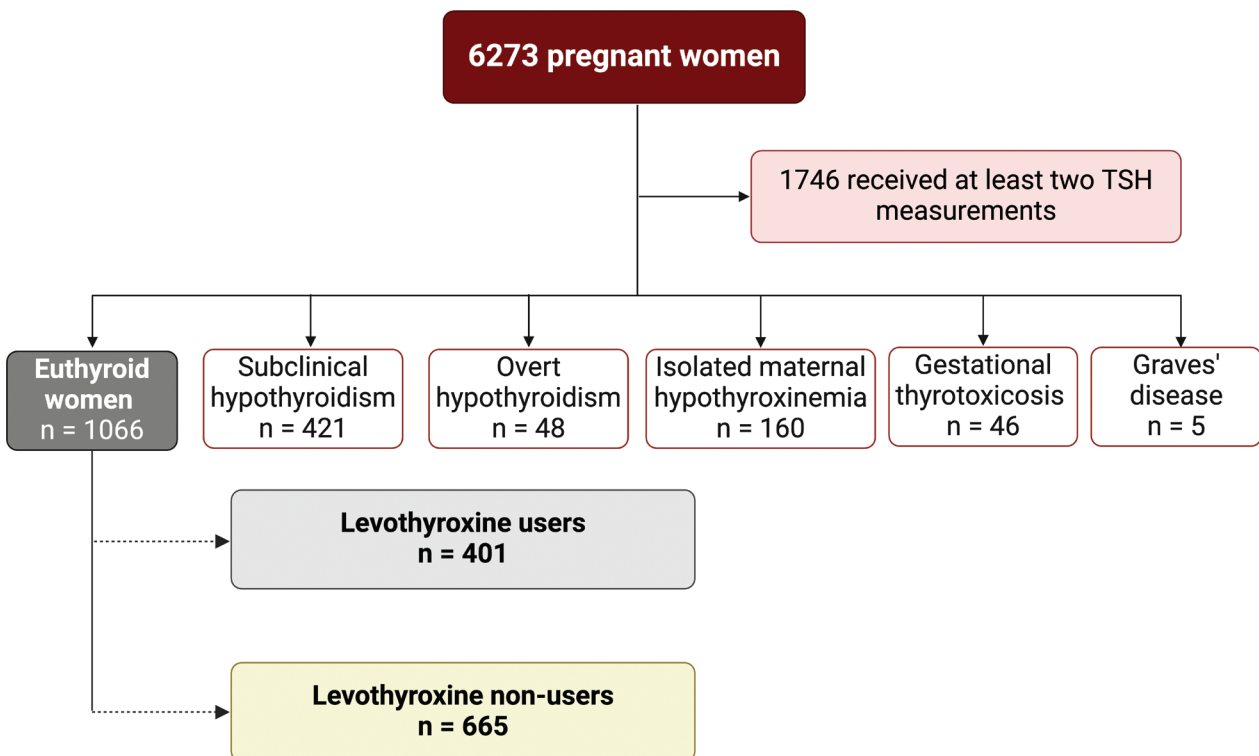 6273 pregnant women
1746 received at least two TSH
measurements
Euthyroid
women
n = 1066
Subclinical
hypothyroidism
n = 421
Overt
hypothyroidism
n = 48
Isolated maternal
hypothyroxinemia
n = 160
Gestational
thyrotoxicosis
n = 46
Graves'
disease
n = 5
Levothyroxine users
n = 401
Levothyroxine non-users
n = 665